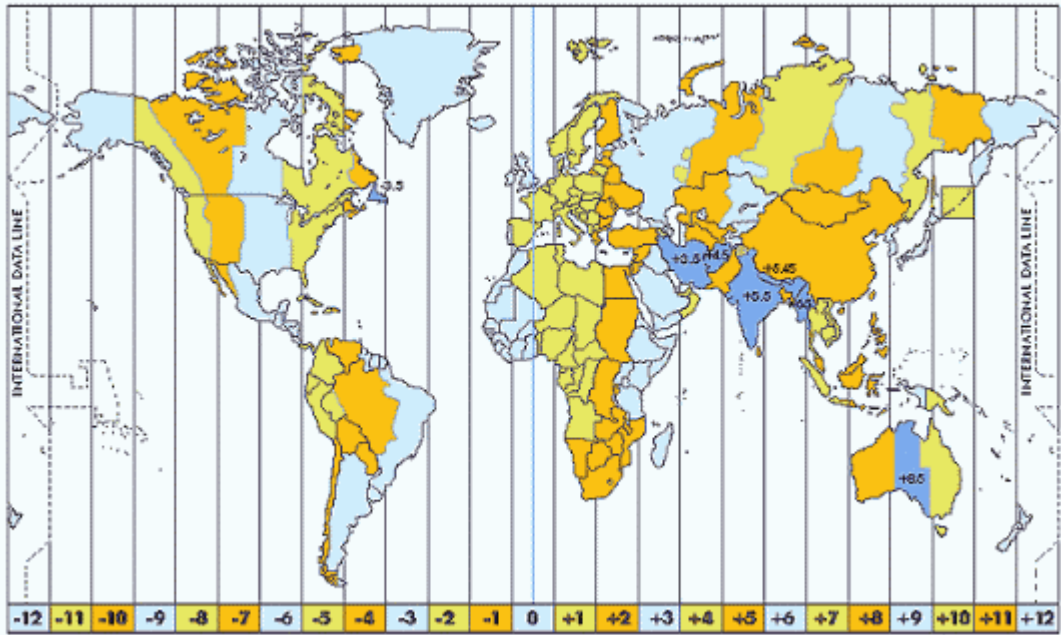 -3.5
+3.5
+4.5
+5.45
+5.5
INTERNATIONAL DATA LINE
INTERNATIONAL DATA LINE
-12 -11 -10 -9 -8 -7 -6 -5 -4 -3 -2 -1 0 +1 +2 +3 +4 +5 +6 +7 +8 +9 +10 +11 +12